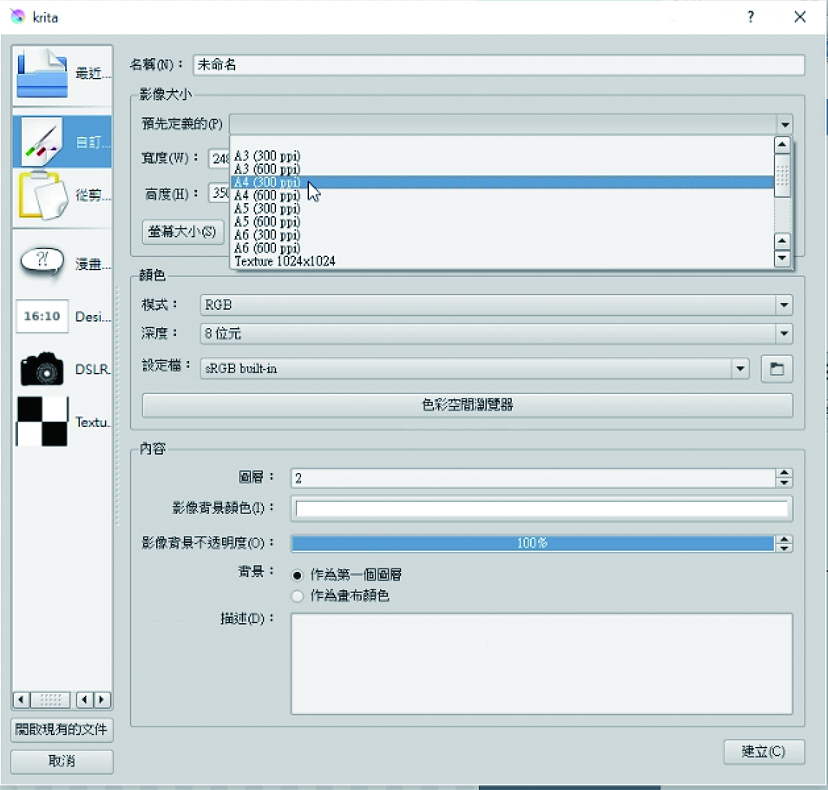 krita
?
最近...
自訂...
從剪...
?!
漫畫...
16:10
Desi...
DSLR.
Textu.
開啟現有的文件
取消
名稱(N)：
未命名
影像大小
預先定義的(P)
寬度(W)：
248
高度(H)：
350
螢幕大小(S)
A3 (300 ppi)
A3 (600 ppi)
A4 (300 ppi)
A4 (600 ppi)
A5 (300 ppi)
A5 (600 ppi)
A6 (300 ppi)
A6 (600 ppi)
Texture 1024x1024
顏色
模式：
RGB
深度：
8 位元
設定檔：
sRGB built-in
色彩空間瀏覽器
內容
圖層：
2
影像背景顏色(I)：
影像背景不透明度(O)：
100%
背景：
作為第一個圖層
作為畫布顏色
描述(D)：
建立(C)